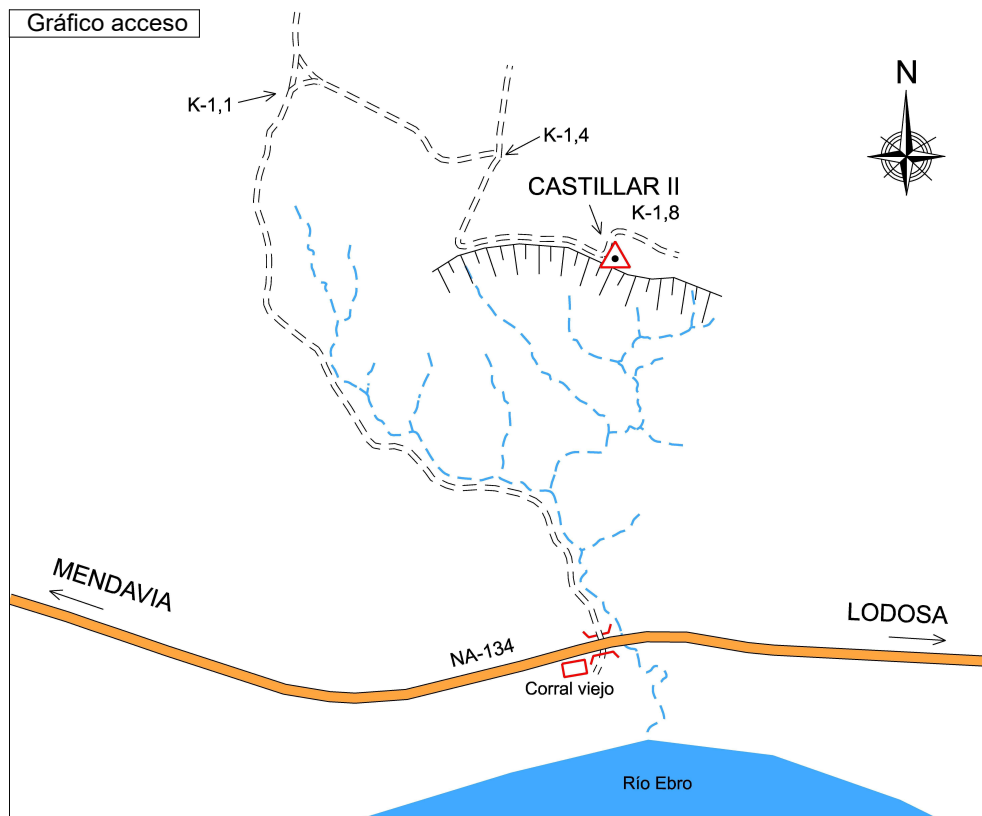 Gráfico acceso
N
K-1,1
K-1,4
CASTILLAR II
K-1,8
MENDAVIA
LODOSA
NA-134
Corral viejo
Río Ebro